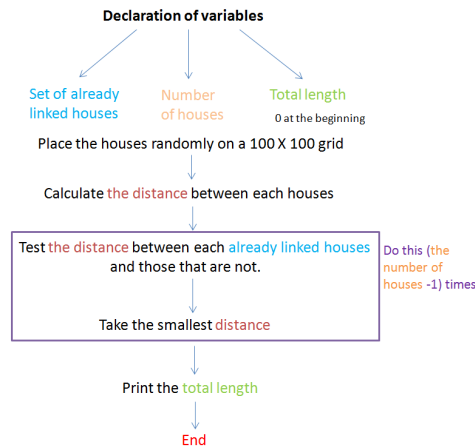 Declaration of variables
Set of already
linked houses
Number
of houses
Total length
0 at the beginning
Place the houses randomly on a 100 X 100 grid
Calculate the distance between each houses
Test the distance between each already linked houses
and those that are not.
Take the smallest distance
Do this (the
number of
houses -1) times
Print the total length
End